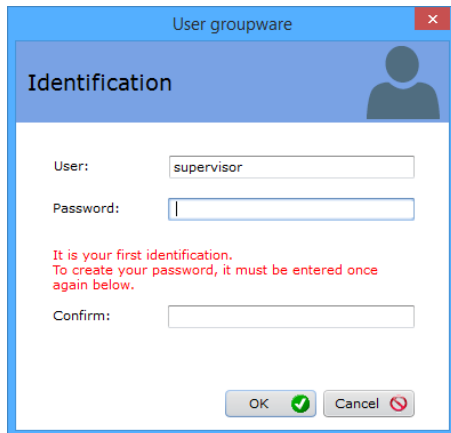 User groupware
Identification
User:
supervisor
Password:
It is your first identification.
To create your password, it must be entered once
again below.
Confirm:
OK
Cancel